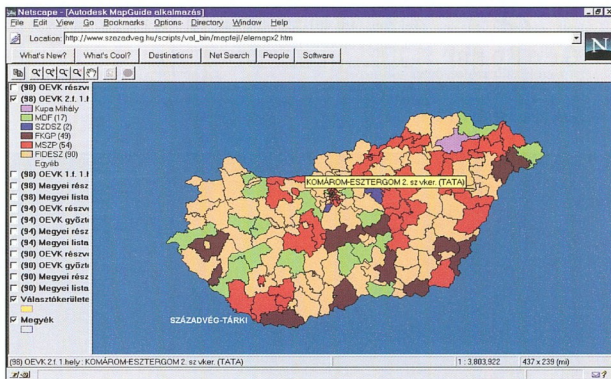 Netscape - [Autodesk MapGuide alkalmazás]
File Edit View Go Bookmarks Options Directory Window Help
Location: http://www.szazadveg.hu/scripts/val_bin/mapfejl/elemapx2.htm
What's New? What's Cool? Destinations Net Search People Software
N
(98) OEVK részv
(98) OEVK 2.f. 1.h
Kupa Mihály
MDF (17)
SZDSZ (2)
FKGP (49)
MSZP (54)
FIDESZ (90)
Egyéb
(98) OEVK 1.f. 1.h
(98) Megyei rész
(98) Megyei lista
(94) OEVK részv
(94) OEVK győzte
(94) Megyei rész
(94) Megyei lista
(90) OEVK részv
(90) OEVK győzte
(90) Megyei rész
(90) Megyei lista
Választókerülete
Megyék
KOMÁROM-ESZTERGOM 2. sz vker. (TATA)
SZÁZADVÉG-TÁRKI
(98) OEVK 2.f. 1.hely : KOMÁROM-ESZTERGOM 2. sz vker. (TATA) 1 : 3,803,922 437 x 239 (mi)